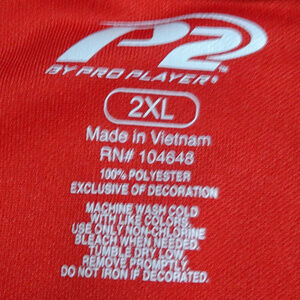 P2™
BY PRO PLAYER®
2XL
Made in Vietnam
RN# 104648
100% POLYESTER
EXCLUSIVE OF DECORATION
MACHINE WASH COLD
WITH LIKE COLORS.
USE ONLY NON-CHLORINE
BLEACH WHEN NEEDED.
TUMBLE DRY LOW.
REMOVE PROMPTLY.
DO NOT IRON IF DECORATED.